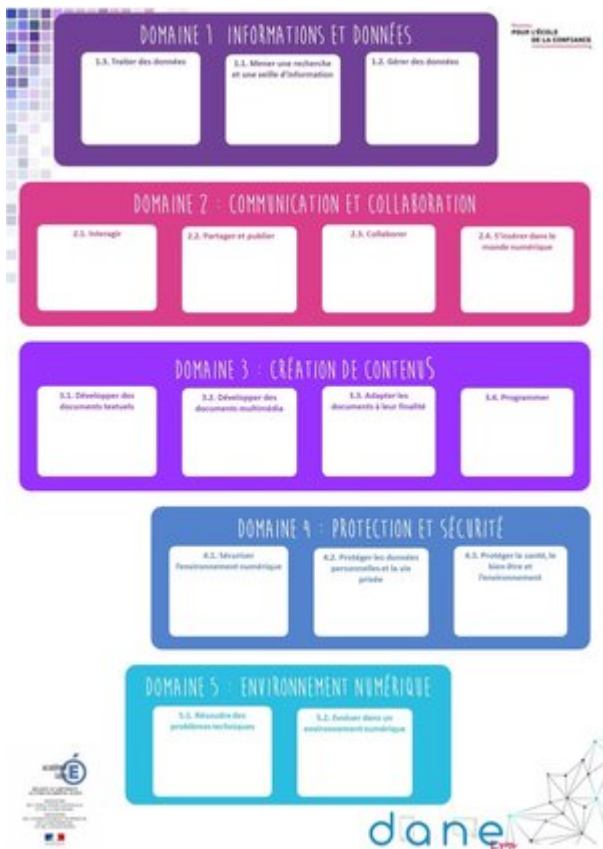 DOMAINE 1 INFORMATIONS ET DONNÉES
POUR L'ÉCOLE
DE LA CONFIANCE
1.3. Traiter des données
1.1. Mener une recherche
et une veille d'information
1.2. Gérer des données
DOMAINE 2 : COMMUNICATION ET COLLABORATION
2.1. Interagir
2.2. Partager et publier
2.3. Collaborer
2.4. S'insérer dans le
monde numérique
DOMAINE 3 : CRÉATION DE CONTENUS
3.1. Développer des
documents textuels
3.2. Développer des
documents multimédia
3.3. Adapter les
documents à leur finalité
3.4. Programmer
DOMAINE 4 : PROTECTION ET SÉCURITÉ
4.1. Sécuriser
l'environnement numérique
4.2. Protéger les données
personnelles et la vie
privée
4.3. Protéger la santé, le
bien être et
l'environnement
DOMAINE 5 : ENVIRONNEMENT NUMÉRIQUE
5.1. Résoudre des
problèmes techniques
5.2. Evoluer dans un
environnement numérique
académie
dane
Lyon